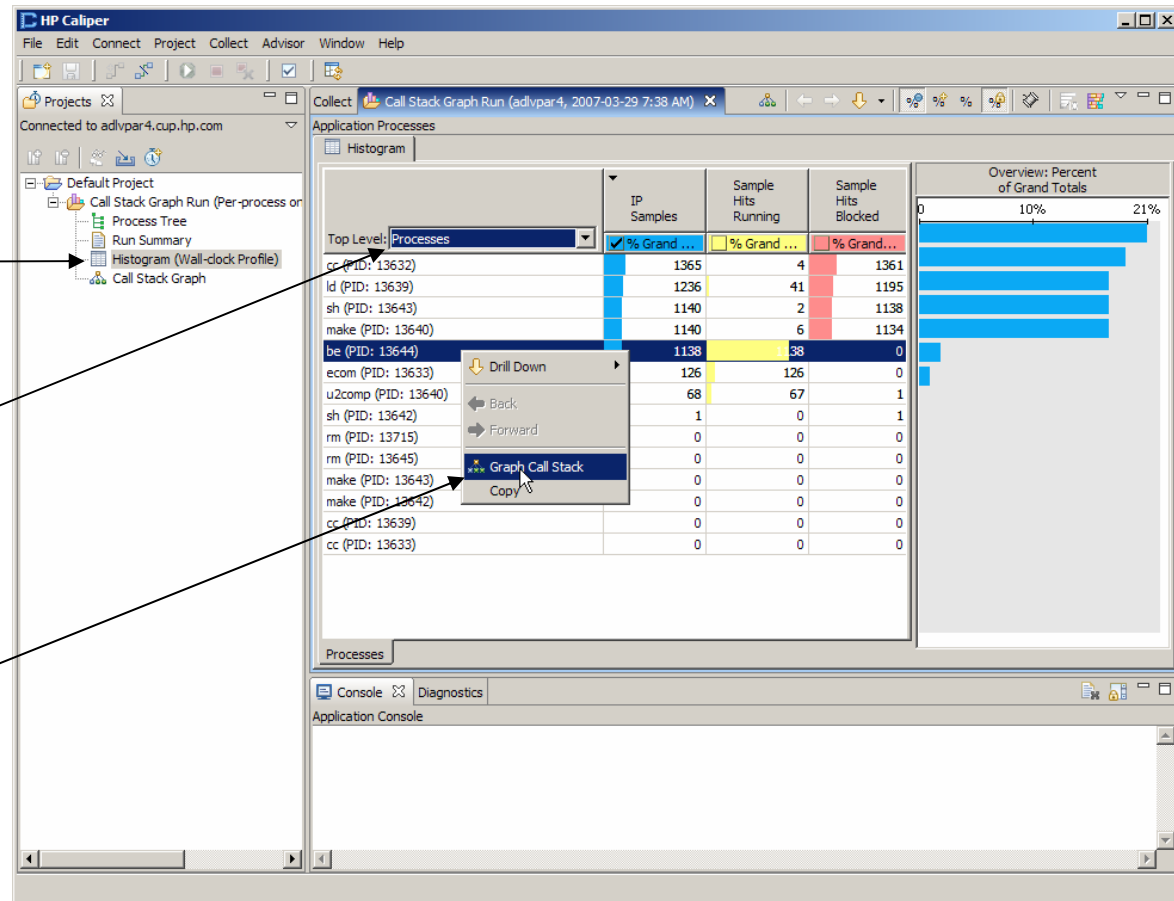 HP Caliper
File Edit Connect Project Collect Advisor Window Help
Projects
Connected to adlvpar4.cup.hp.com
Default Project
Call Stack Graph Run (Per-process or
Process Tree
Run Summary
Histogram (Wall-clock Profile)
Call Stack Graph
Collect Call Stack Graph Run (adlvpar4, 2007-03-29 7:38 AM)
Application Processes
Histogram
Top Level: Processes
IP Samples
Sample Hits Running
Sample Hits Blocked
% Grand ... % Grand ... % Grand...
cc (PID: 13632) 1365 4 1361
ld (PID: 13639) 1236 41 1195
sh (PID: 13643) 1140 2 1138
make (PID: 13640) 1140 6 1134
be (PID: 13644) 1138 38 0
ecom (PID: 13633) 126 126 0
u2comp (PID: 13640) 68 67 1
sh (PID: 13642) 1 0 1
rm (PID: 13715) 0 0 0
rm (PID: 13645) 0 0 0
make (PID: 13643) 0 0 0
make (PID: 13642) 0 0 0
cc (PID: 13639) 0 0 0
cc (PID: 13633) 0 0 0
Drill Down
Back
Forward
Graph Call Stack
Copy
Overview: Percent
of Grand Totals
0 10% 21%
Processes
Console Diagnostics
Application Console